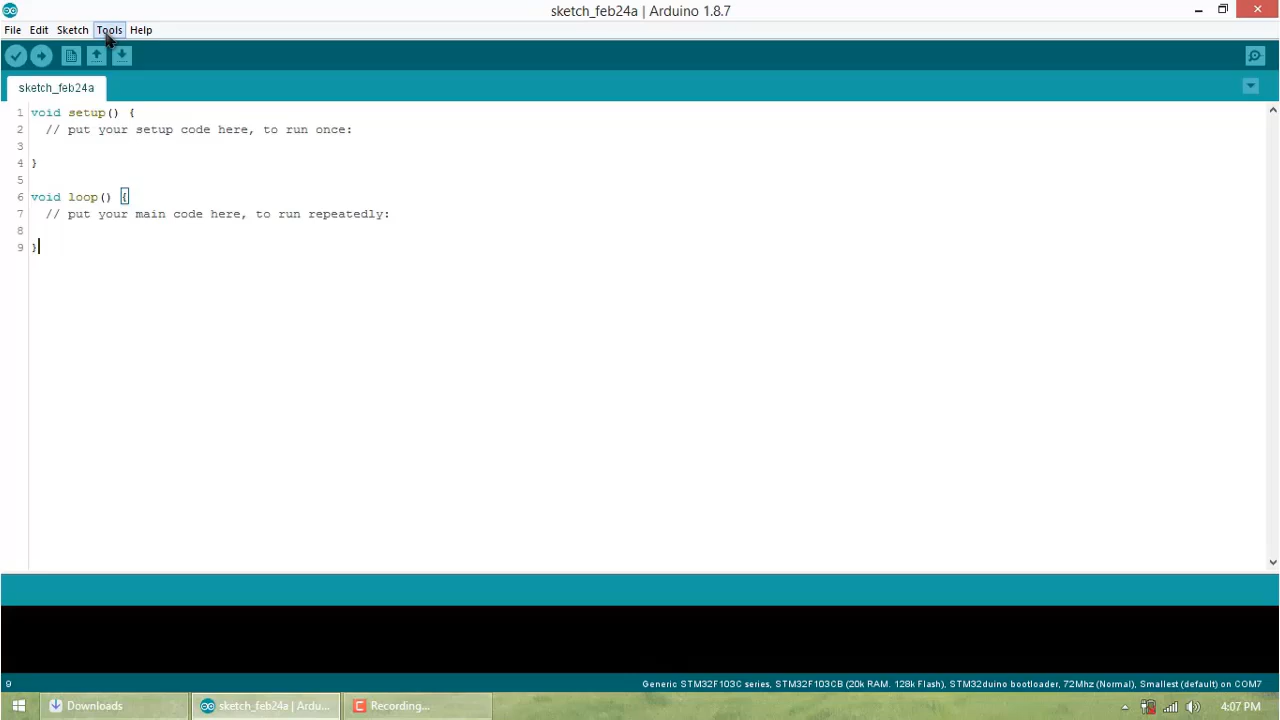 sketch_feb24a | Arduino 1.8.7
File Edit Sketch Tools Help
sketch_feb24a
1 void setup() {
2 // put your setup code here, to run once:
3
4 }
5
6 void loop() {
7 // put your main code here, to run repeatedly:
8
9 }
9 Generic STM32F103C series, STM32F103CB (20k RAM. 128k Flash), STM32duino bootloader, 72Mhz (Normal), Smallest (default) on COM7
Downloads sketch_feb24a | Ardu... Recording... 4:07 PM